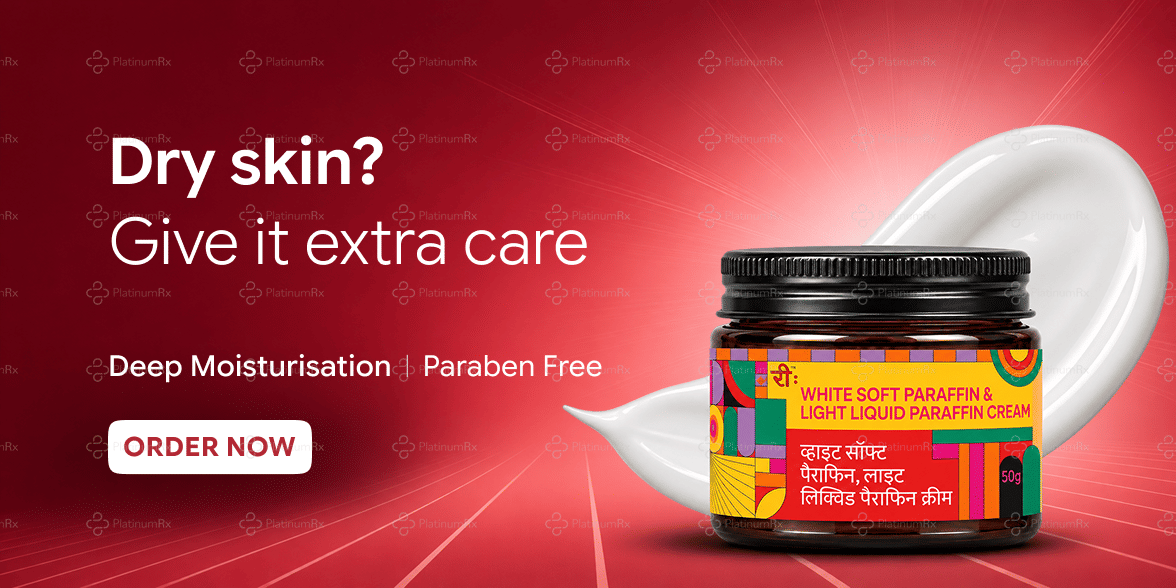 Dry skin?
Give it extra care
Deep Moisturisation | Paraben Free
ORDER NOW
री:
WHITE SOFT PARAFFIN &
LIGHT LIQUID PARAFFIN CREAM
व्हाइट सॉफ्ट
पैराफिन, लाइट
लिक्विड पैराफिन क्रीम
50g
PlatinumRx